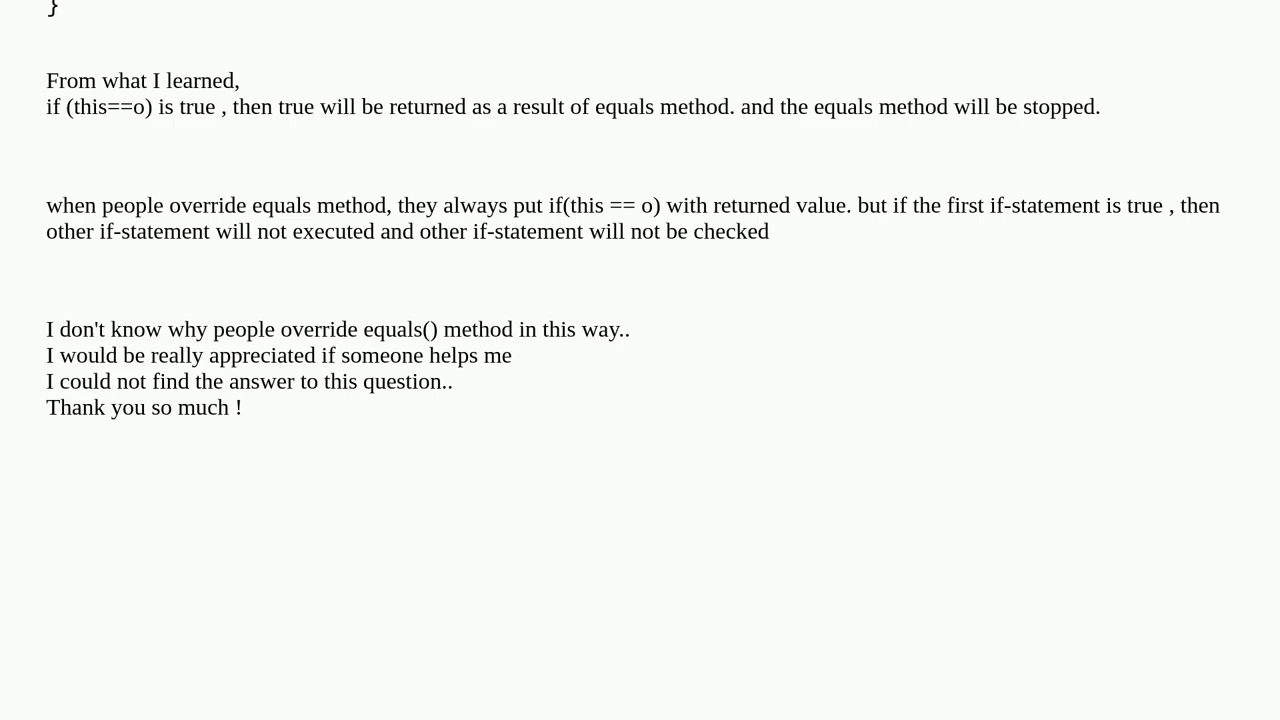 }
From what I learned,
if (this==o) is true , then true will be returned as a result of equals method. and the equals method will be stopped.
when people override equals method, they always put if(this == o) with returned value. but if the first if-statement is true , then
other if-statement will not executed and other if-statement will not be checked
I don't know why people override equals() method in this way..
I would be really appreciated if someone helps me
I could not find the answer to this question..
Thank you so much !